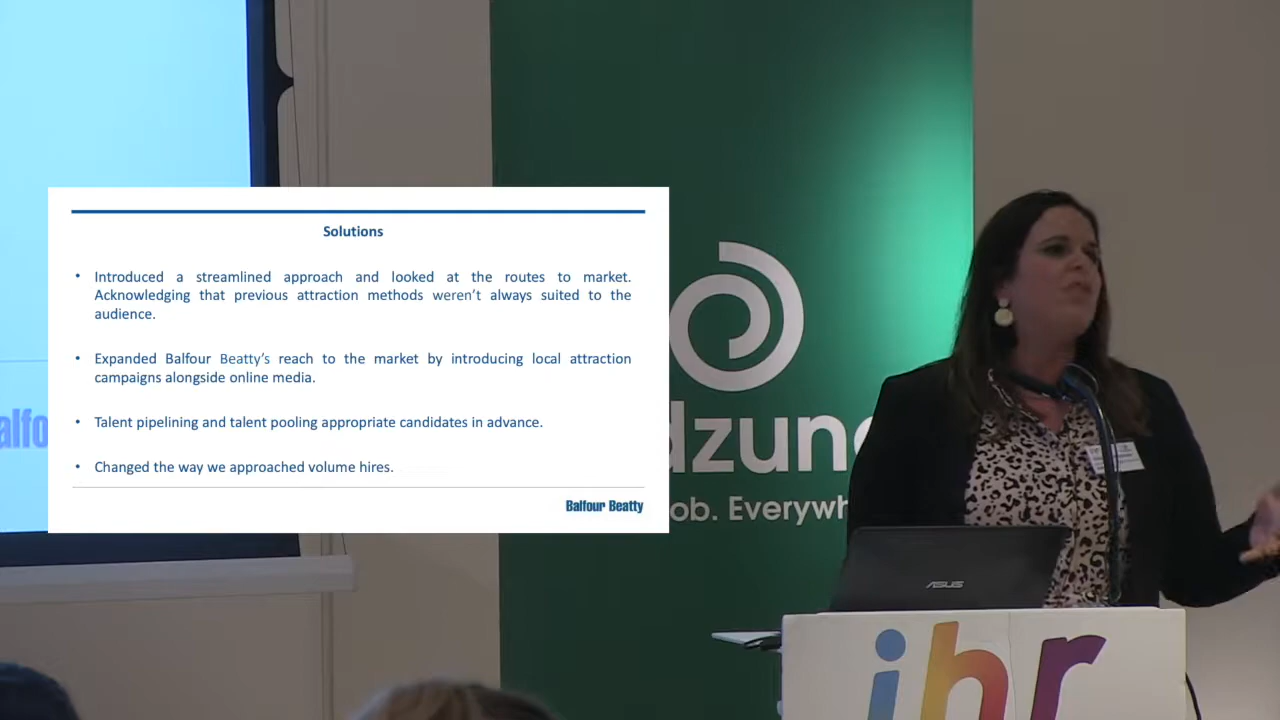 Solutions
• Introduced a streamlined approach and looked at the routes to market.
Acknowledging that previous attraction methods weren't always suited to the
audience.
• Expanded Balfour Beatty's reach to the market by introducing local attraction
campaigns alongside online media.
• Talent pipelining and talent pooling appropriate candidates in advance.
• Changed the way we approached volume hires.
Balfour Beatty
alfo
dzun
ob. Everywh
ASUS
ihr